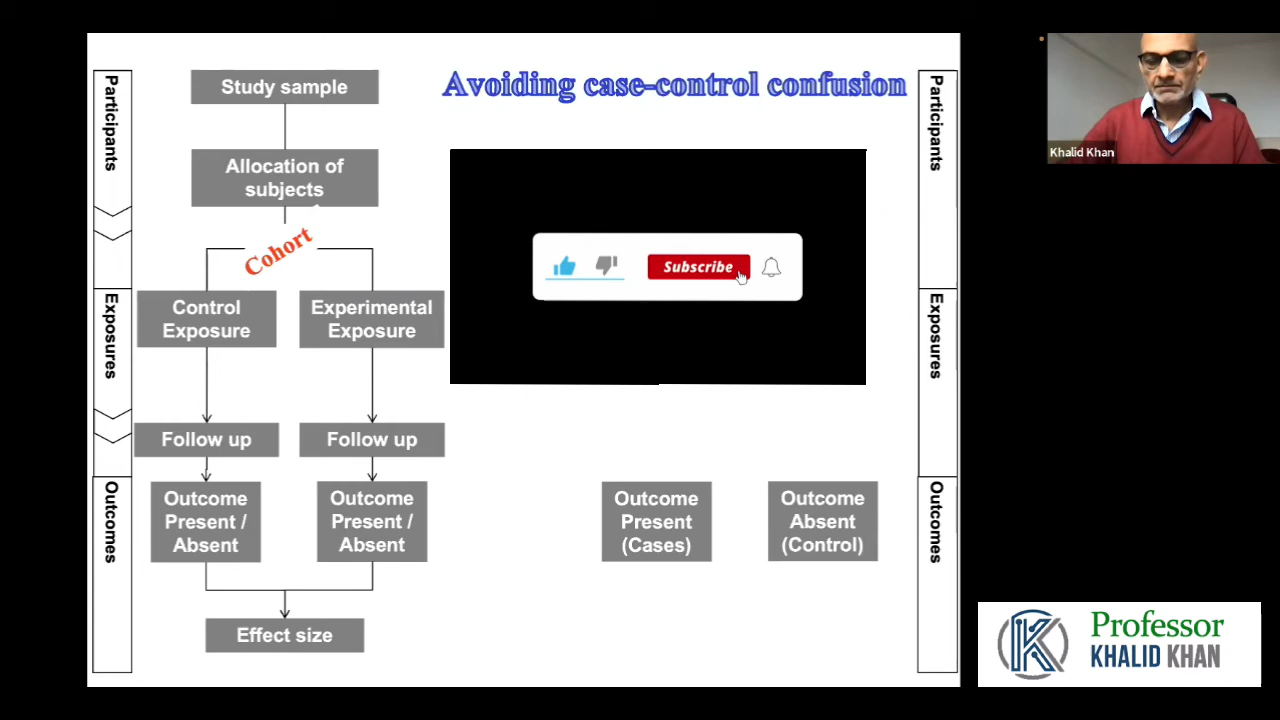 Avoiding case-control confusion
Participants
Exposures
Outcomes
Study sample
Allocation of
subjects
Cohort
Control
Exposure
Experimental
Exposure
Follow up
Follow up
Outcome
Present /
Absent
Outcome
Present /
Absent
Effect size
Subscribe
Outcome
Present
(Cases)
Outcome
Absent
(Control)
Participants
Exposures
Outcomes
Khalid Khan
Professor
KHALID KHAN